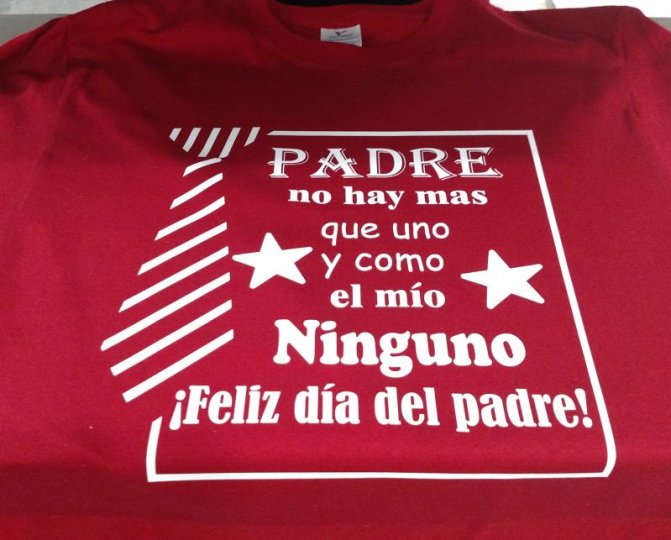 PADRE
no hay mas
que uno
y como
el mío
Ninguno
¡Feliz día del padre!